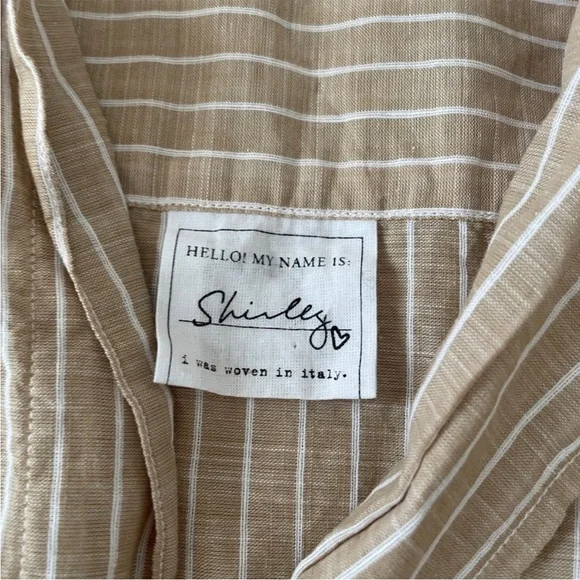 HELLO! MY NAME IS:
Shirley
i was woven in italy.